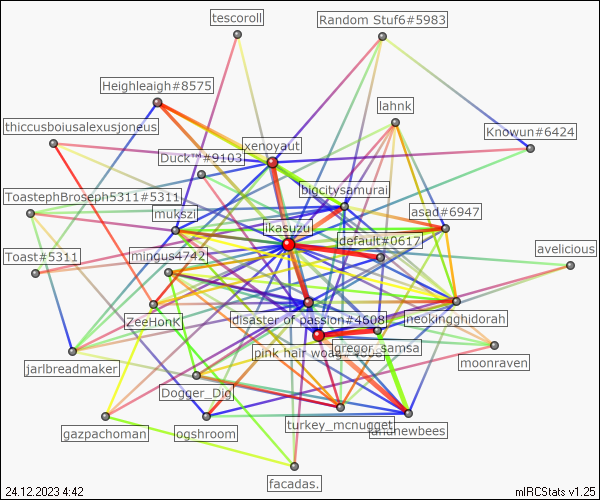 tescoroll
Random Stuf6#5983
Heighleaigh#8575
lahnk
thiccusboiusalexusjoneus
Knowun#6424
xenoyaut
Duck™#9103
bigcitysamurai
ToastephBroseph5311#5311
mukszi
asad#6947
likasuzu
default#0617
avelicious
Toast#5311
mingus4742
disaster of passion#4608
neokingghidorah
ZeeHonK
gregor_samsa
pink hair woag
moonraven
jarlbreadmaker
Dogger_Dig
turkey_mcnugget
andnewbees
gazpachoman
ogshroom
facadas.
24.12.2023 4:42
mIRCStats v1.25